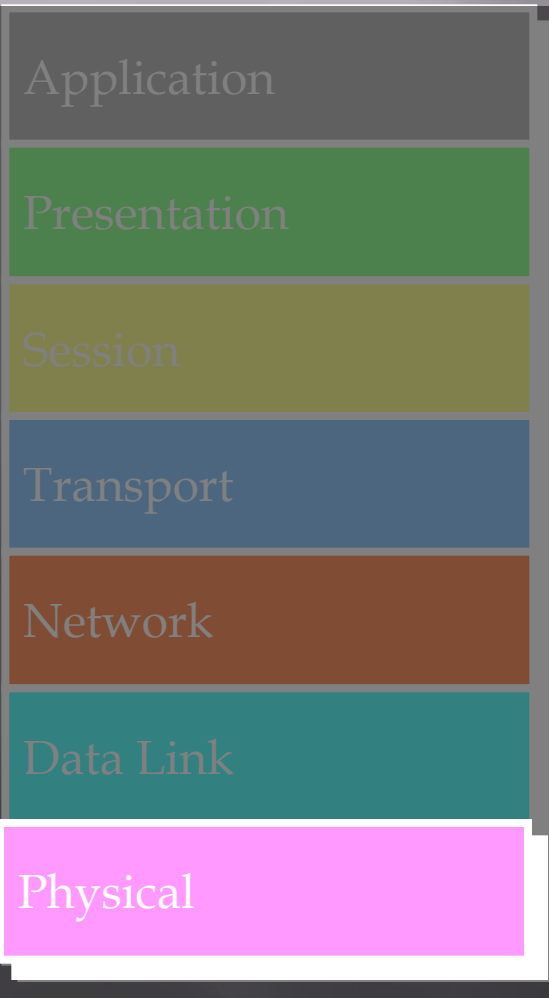 Application
Presentation
Session
Transport
Network
Data Link
Physical